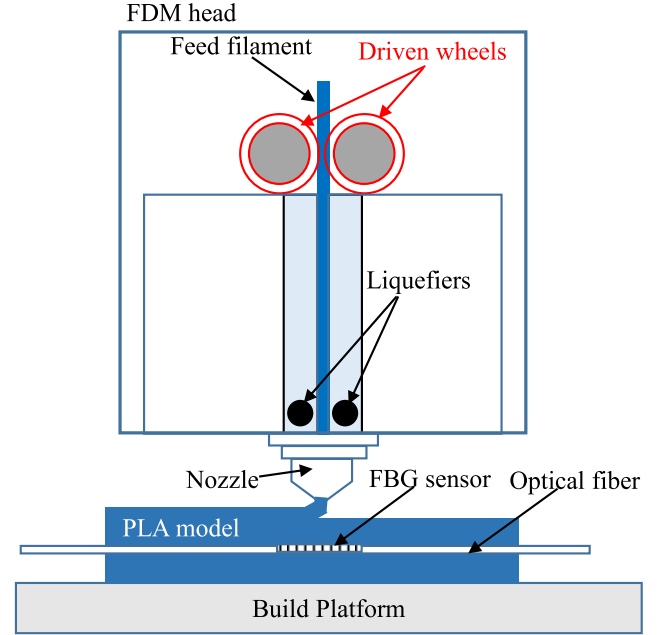 FDM head
Feed filament
Driven wheels
Liquefiers
Nozzle
FBG sensor
Optical fiber
PLA model
Build Platform